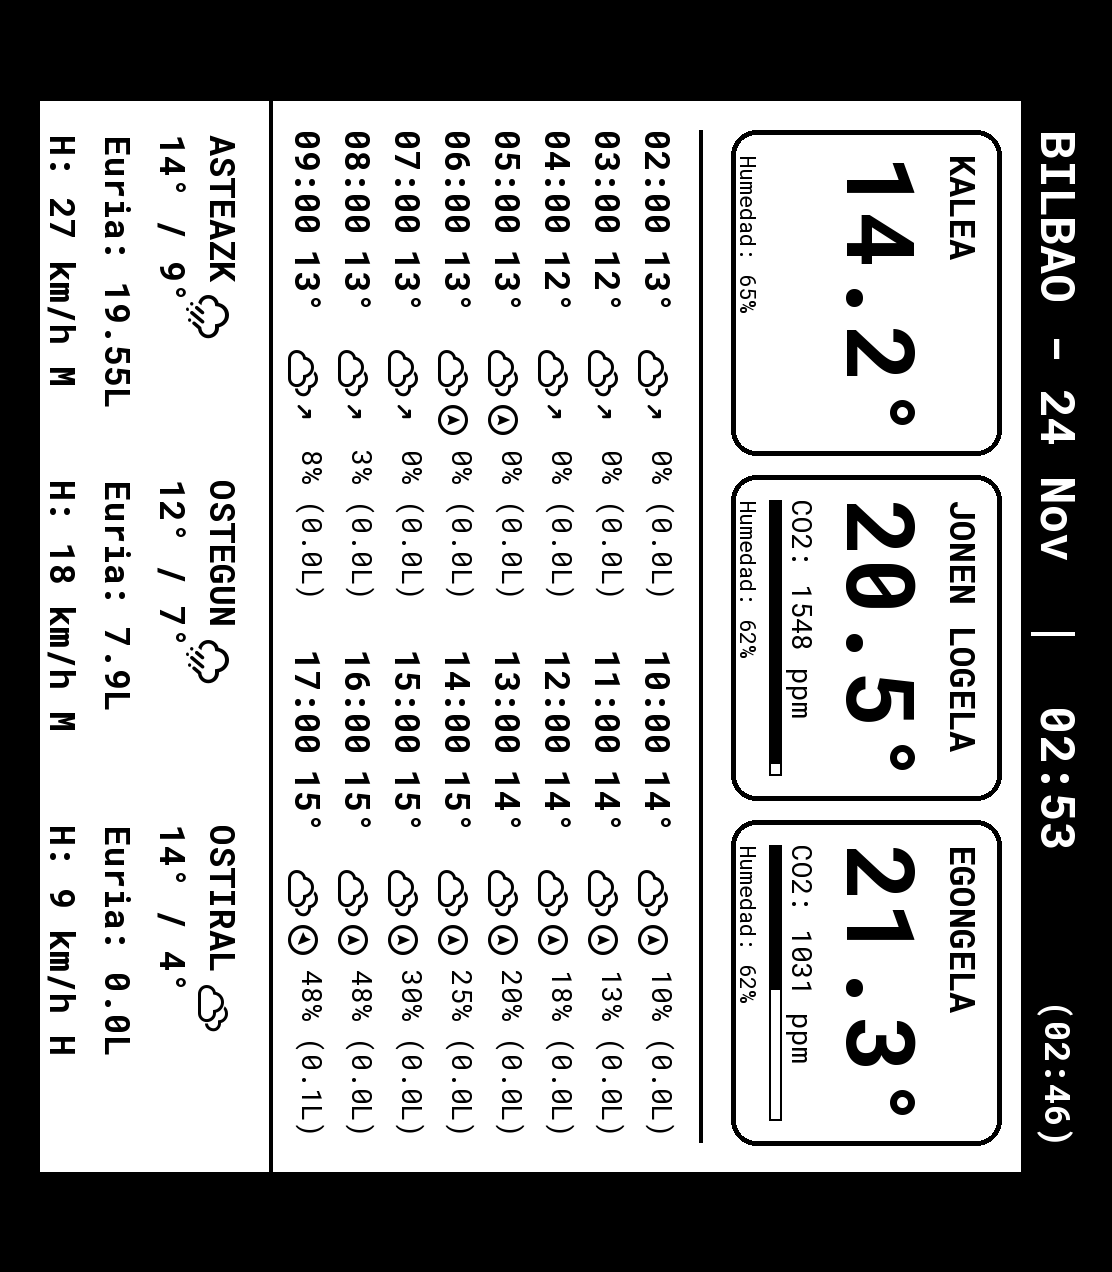 BILBAO - 24 Nov | 02:53 (02:46)
KALEA
14.2°
Humedad: 65%
JONEN LOGELA
20.5°
CO2: 1548 ppm
Humedad: 62%
EGONGELA
21.3°
CO2: 1031 ppm
Humedad: 62%
02:00 13° 0% (0.0L)
03:00 12° 0% (0.0L)
04:00 12° 0% (0.0L)
05:00 13° 0% (0.0L)
06:00 13° 0% (0.0L)
07:00 13° 0% (0.0L)
08:00 13° 3% (0.0L)
09:00 13° 8% (0.0L)
10:00 14° 10% (0.0L)
11:00 14° 13% (0.0L)
12:00 14° 18% (0.0L)
13:00 14° 20% (0.0L)
14:00 15° 25% (0.0L)
15:00 15° 30% (0.0L)
16:00 15° 48% (0.0L)
17:00 15° 48% (0.1L)
ASTEAZK
14° / 9°
Euria: 19.55L
H: 27 km/h M
OSTEGUN
12° / 7°
Euria: 7.9L
H: 18 km/h M
OSTIRAL
14° / 4°
Euria: 0.0L
H: 9 km/h H